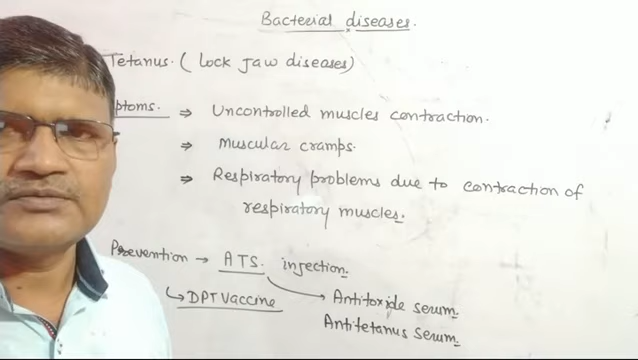 Bacterial diseases.
Tetanus. ( Lock Jaw diseases)
ptoms. ⇒ Uncontrolled muscles contraction.
⇒ Muscular cramps.
⇒ Respiratory problems due to contraction of
respiratory muscles.
Prevention → ATS. injection.
↳ DPT Vaccine → Antitoxide serum.
Antitetanus Serum.